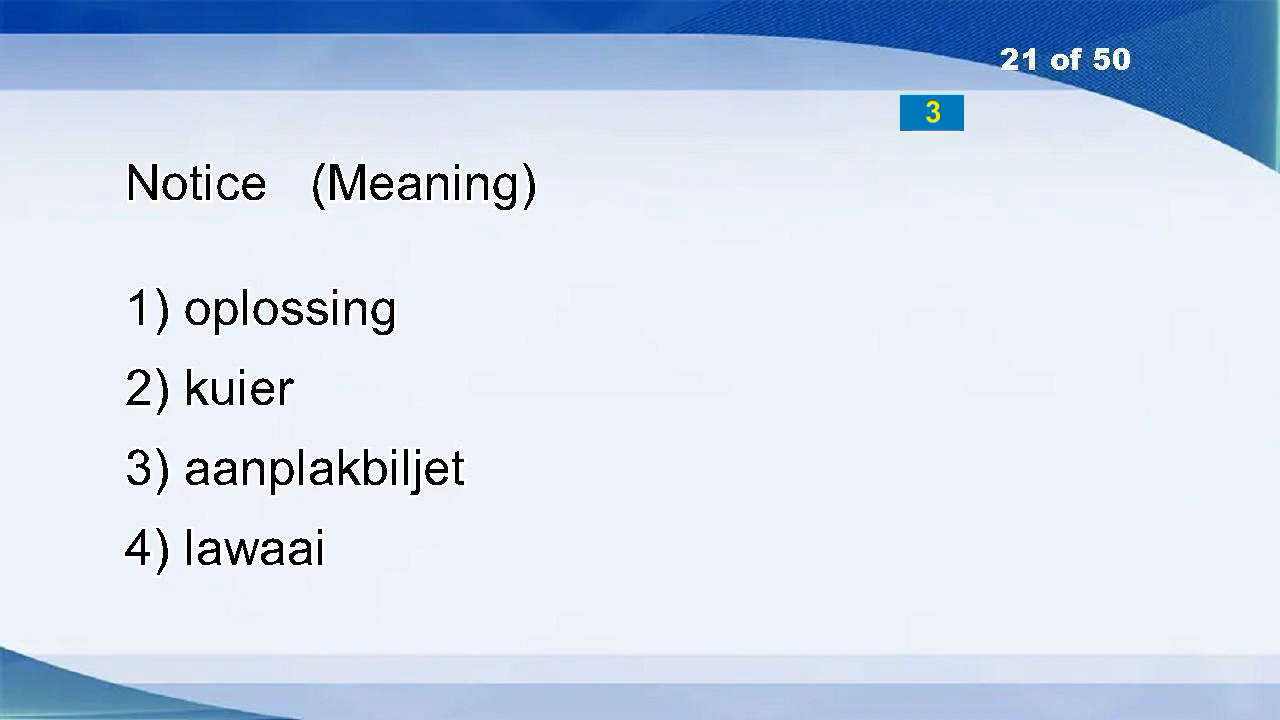 21 of 50
3
Notice (Meaning)
1) oplossing
2) kuier
3) aanplakbiljet
4) lawaai